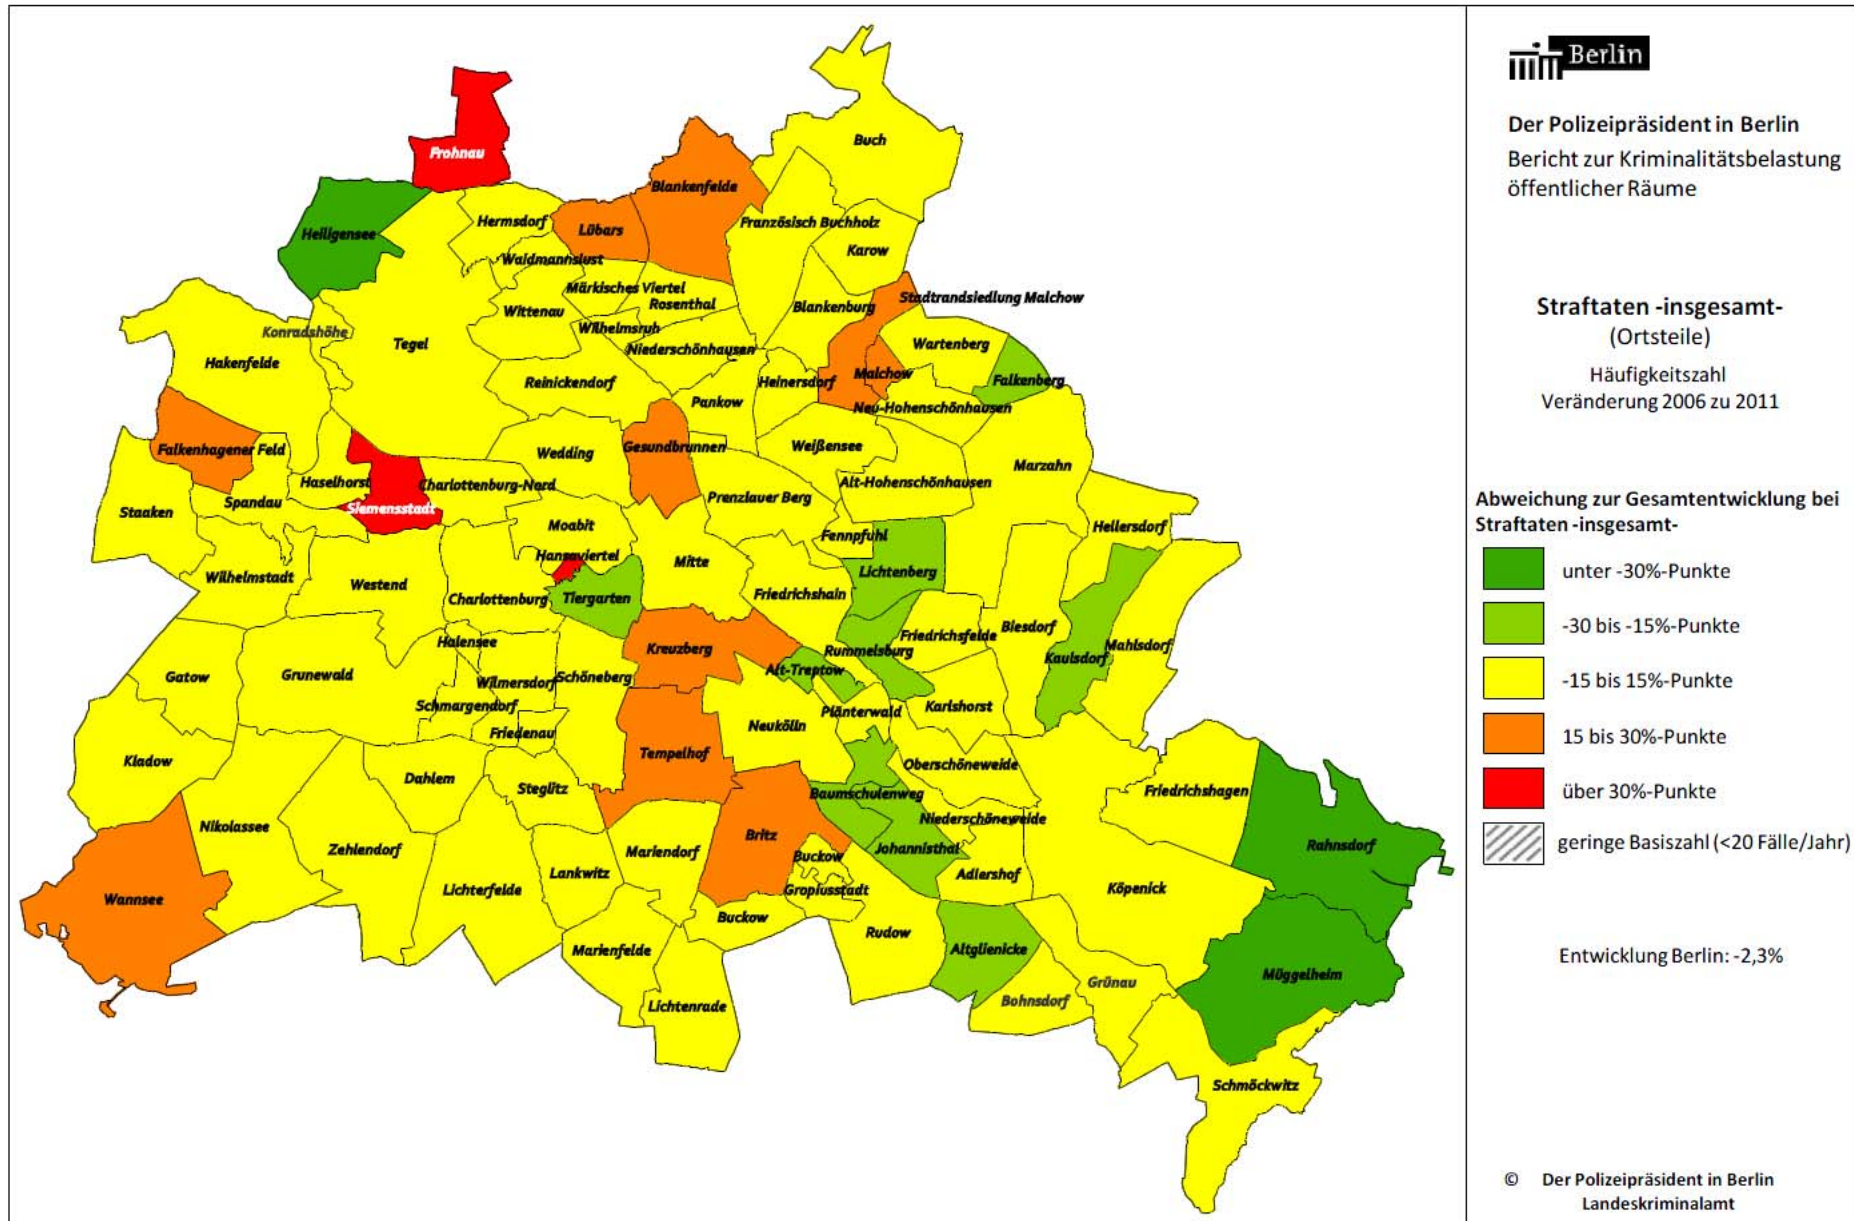 Frohnau
Buch
Blankenfelde
Hermsdorf
Lübars
Französisch Buchholz
Heiligensee
Karow
Waidmannslust
Märkisches Viertel
Rosenthal
Stadtrandsiedlung Malchow
Blankenburg
Wittenau
Konradshöhe
Wilhelmsruh
Tegel
Wartenberg
Niederschönhausen
Hakenfelde
Malchow
Heinersdorf
Falkenberg
Reinickendorf
Pankow
Neu-Hohenschönhausen
Falkenhagener Feld
Wedding
Gesundbrunnen
Weißensee
Marzahn
Haselhorst
Charlottenburg-Nord
Alt-Hohenschönhausen
Spandau
Prenzlauer Berg
Siemensstadt
Staaken
Moabit
Hellersdorf
Fennpfuhl
Hansaviertel
Mitte
Wilhelmstadt
Westend
Lichtenberg
Charlottenburg
Tiergarten
Friedrichshain
Halensee
Friedrichsfelde
Biesdorf
Mahlsdorf
Kreuzberg
Rummelsburg
Kaulsdorf
Gatow
Grunewald
Alt-Treptow
Wilmersdorf
Schöneberg
Schmargendorf
Karlshorst
Plänterwald
Neukölln
Friedenau
Kladow
Tempelhof
Oberschöneweide
Dahlem
Steglitz
Friedrichshagen
Baumschulenweg
Niederschöneweide
Nikolassee
Britz
Rahnsdorf
Zehlendorf
Mariendorf
Johannisthal
Buckow
Lankwitz
Adlershof
Lichterfelde
Gropiusstadt
Köpenick
Wannsee
Buckow
Rudow
Marienfelde
Altglienicke
Müggelheim
Grünau
Bohnsdorf
Lichtenrade
Schmöckwitz
Berlin
Der Polizeipräsident in Berlin
Bericht zur Kriminalitätsbelastung
öffentlicher Räume
Straftaten -insgesamt-
(Ortsteile)
Häufigkeitszahl
Veränderung 2006 zu 2011
Abweichung zur Gesamtentwicklung bei
Straftaten -insgesamt-
unter -30%-Punkte
-30 bis -15%-Punkte
-15 bis 15%-Punkte
15 bis 30%-Punkte
über 30%-Punkte
geringe Basiszahl (<20 Fälle/Jahr)
Entwicklung Berlin: -2,3%
© Der Polizeipräsident in Berlin
Landeskriminalamt